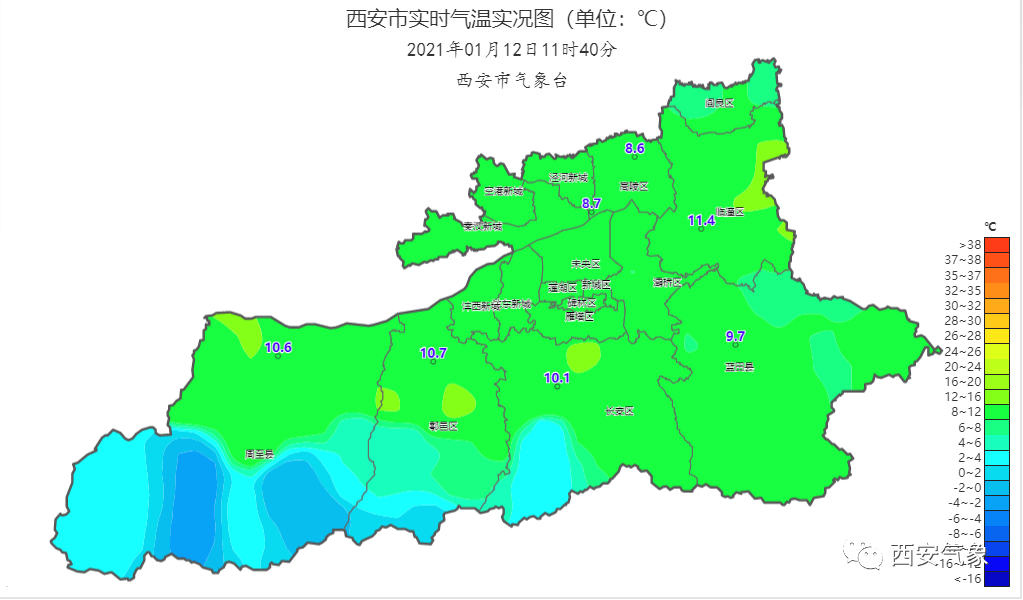 西安市实时气温实况图（单位：℃）
2021年01月12日11时40分
西安市气象台
阎良区
8.6
泾河新城
高陵区
空港新城
8.7
临潼区
11.4
秦汉新城
℃
>38
37~38
35~37
32~35
30~32
28~30
26~28
24~26
20~24
16~20
12~16
8~12
6~8
4~6
2~4
0~2
-2~0
-4~-2
-6~-4
-8~-6
<-16
未央区
灞桥区
莲湖区
新城区
沣西新城
沣东新城
碑林区
雁塔区
9.7
10.6
10.7
蓝田县
10.1
长安区
鄠邑区
周至县
西安气象